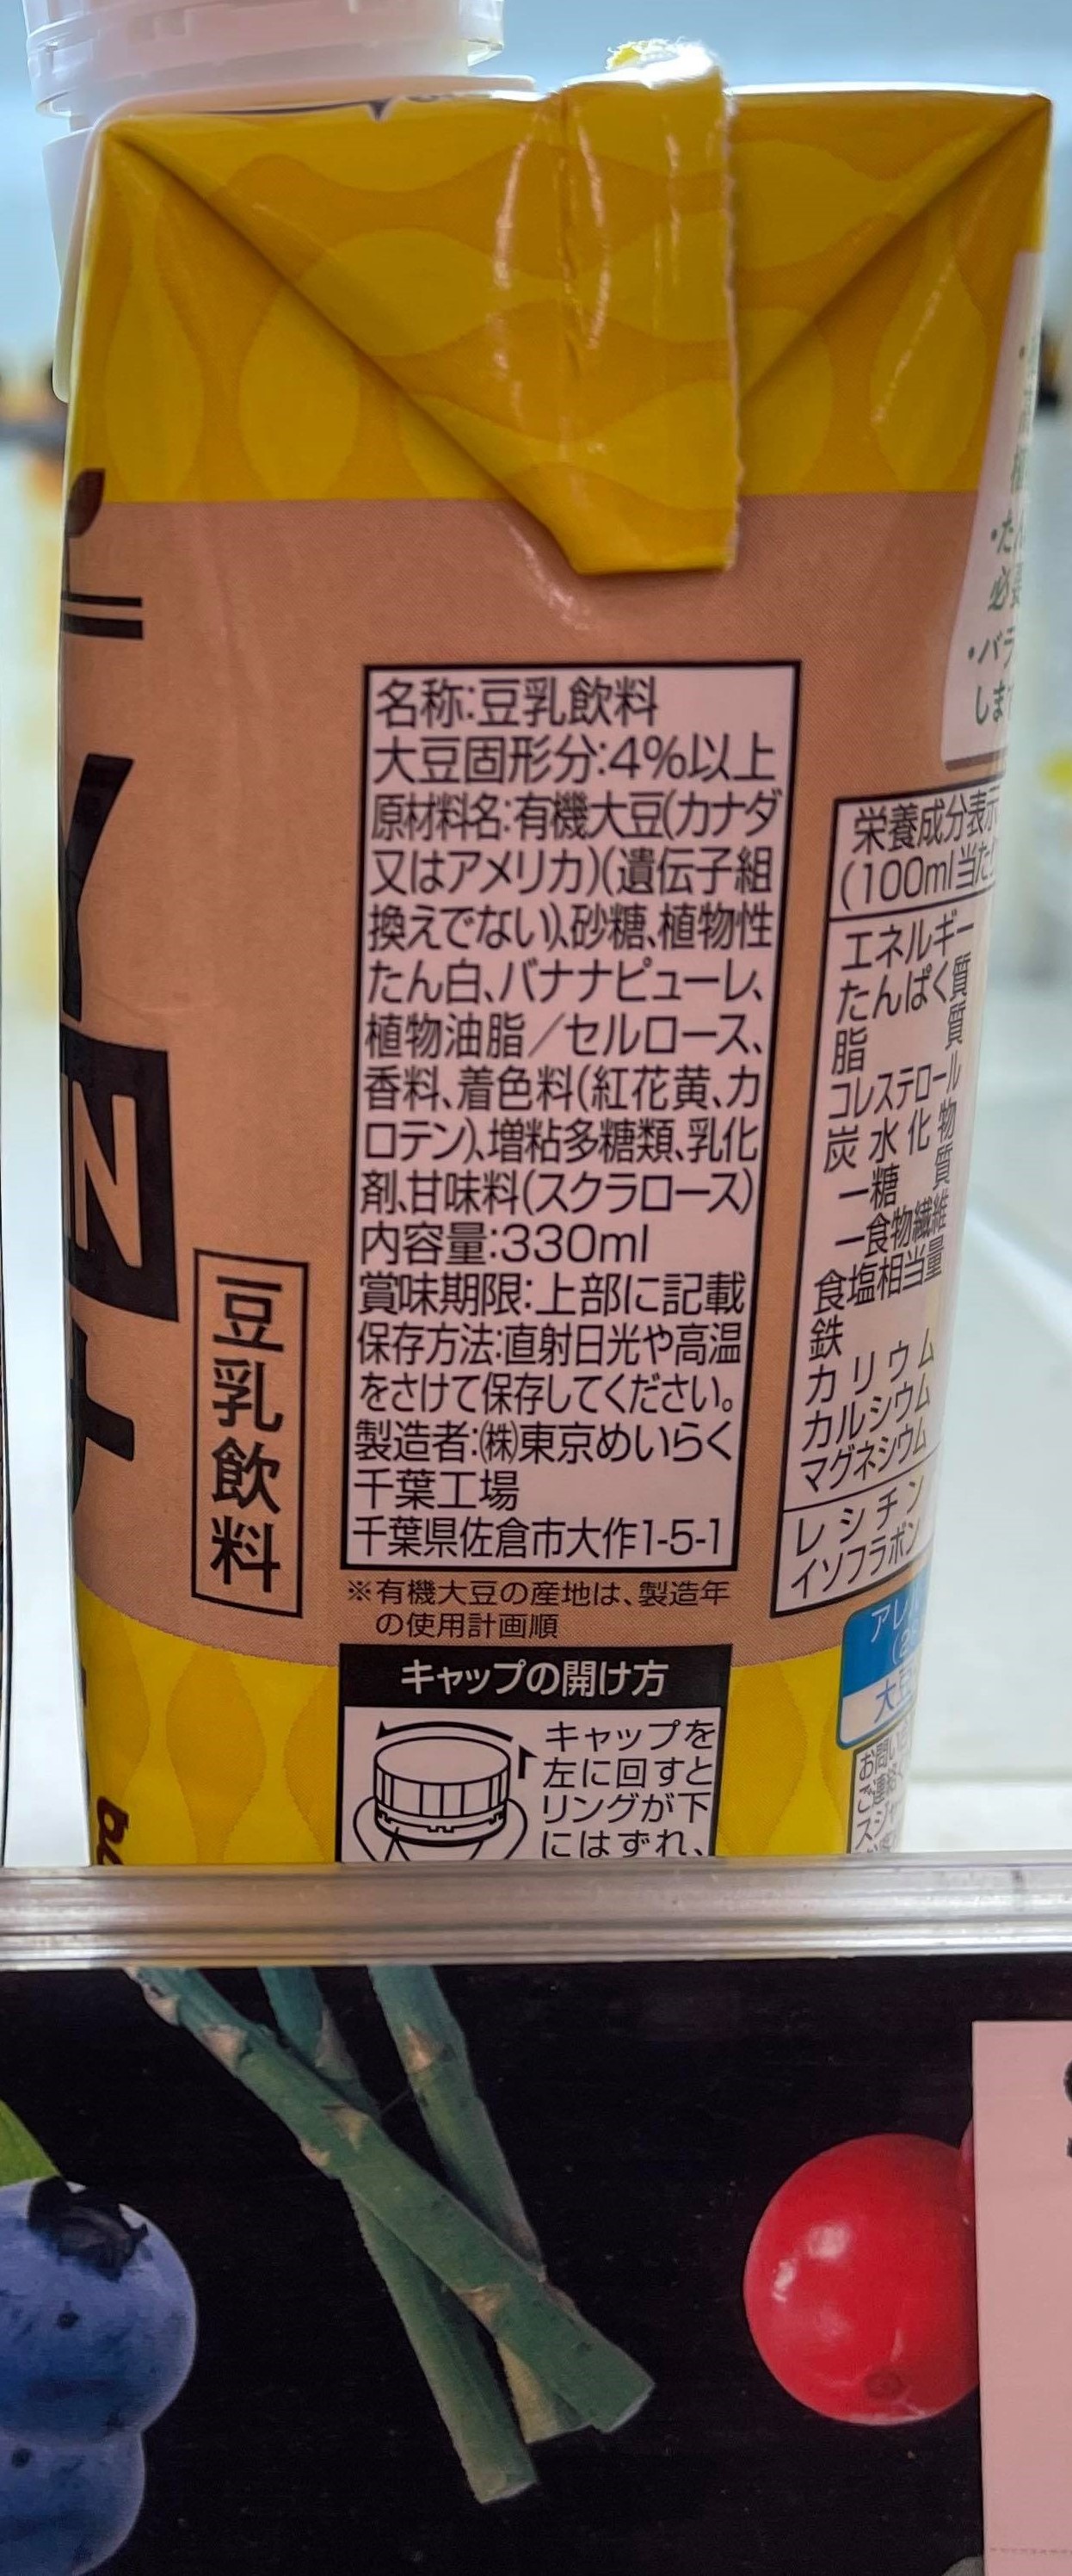 名称:豆乳飲料
大豆固形分:4%以上
原材料名:有機大豆(カナダ
又はアメリカ)(遺伝子組
換えでない)、砂糖、植物性
たん白、バナナピューレ、
植物油脂/セルロース、
香料、着色料(紅花黄、カ
ロテン)、増粘多糖類、乳化
剤、甘味料(スクラロース)
内容量:330ml
賞味期限:上部に記載
保存方法:直射日光や高温
をさけて保存してください。
製造者:㈱東京めいらく
千葉工場
千葉県佐倉市大作1-5-1
※有機大豆の産地は、製造年
の使用計画順
キャップの開け方
キャップを
左に回すと
リングが下
にはずれ、
豆乳飲料
栄養成分表示
(100ml当たり
エネルギー
たんぱく質
脂質
コレステロール
炭水化物
ー糖質
ー食物繊維
食塩相当量
鉄
カリウム
カルシウム
マグネシウム
レシチン
イソフラボン
アレル
大豆